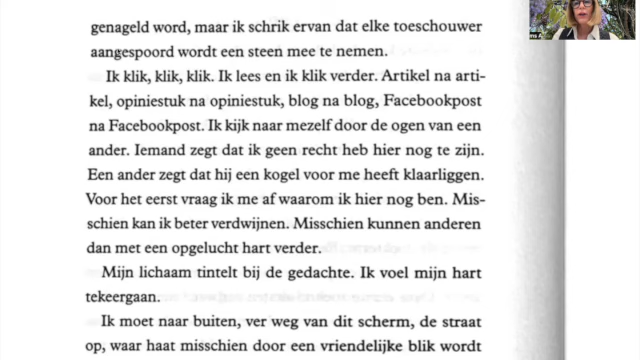 genageld word, maar ik schrik ervan dat elke toeschouwer
aangespoord wordt een steen mee te nemen.
Ik klik, klik, klik. Ik lees en ik klik verder. Artikel na arti-
kel, opiniestuk na opiniestuk, blog na blog, Facebookpost
na Facebookpost. Ik kijk naar mezelf door de ogen van een
ander. Iemand zegt dat ik geen recht heb hier nog te zijn.
Een ander zegt dat hij een kogel voor me heeft klaarliggen.
Voor het eerst vraag ik me af waarom ik hier nog ben. Mis-
schien kan ik beter verdwijnen. Misschien kunnen anderen
dan met een opgelucht hart verder.
Mijn lichaam tintelt bij de gedachte. Ik voel mijn hart
tekeergaan.
Ik moet naar buiten, ver weg van dit scherm, de straat
op, waar haat misschien door een vriendelijke blik wordt